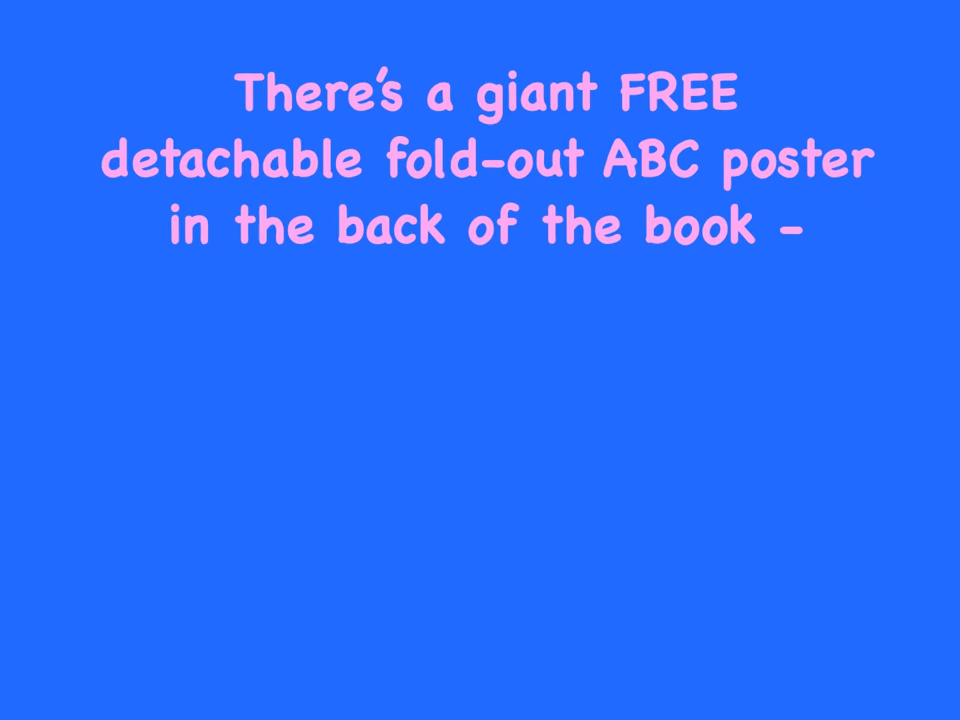 There's a giant FREE
detachable fold-out ABC poster
in the back of the book -